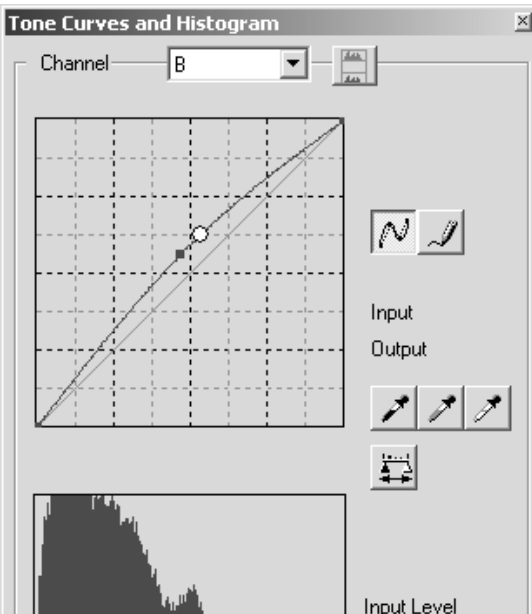 Tone Curves and Histogram
Channel
B
Input
Output
Input Level